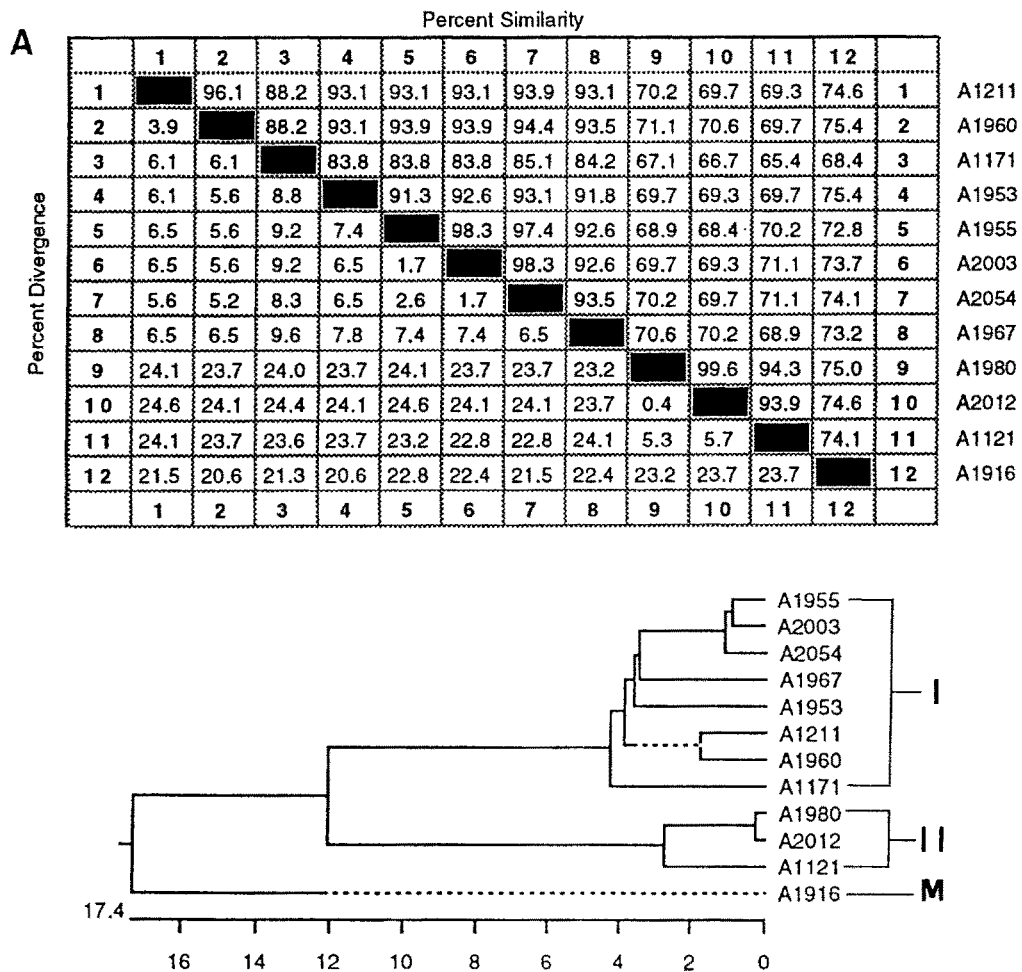 A
Percent Similarity
Percent Divergence
1 2 3 4 5 6 7 8 9 10 11 12
1 96.1 88.2 93.1 93.1 93.1 93.9 93.1 70.2 69.7 69.3 74.6 1 A1211
2 3.9 88.2 93.1 93.9 93.9 94.4 93.5 71.1 70.6 69.7 75.4 2 A1960
3 6.1 6.1 83.8 83.8 83.8 85.1 84.2 67.1 66.7 65.4 68.4 3 A1171
4 6.1 5.6 8.8 91.3 92.6 93.1 91.8 69.7 69.3 69.7 75.4 4 A1953
5 6.5 5.6 9.2 7.4 98.3 97.4 92.6 68.9 68.4 70.2 72.8 5 A1955
6 6.5 5.6 9.2 6.5 1.7 98.3 92.6 69.7 69.3 71.1 73.7 6 A2003
7 5.6 5.2 8.3 6.5 2.6 1.7 93.5 70.2 69.7 71.1 74.1 7 A2054
8 6.5 6.5 9.6 7.8 7.4 7.4 6.5 70.6 70.2 68.9 73.2 8 A1967
9 24.1 23.7 24.0 23.7 24.1 23.7 23.7 23.2 99.6 94.3 75.0 9 A1980
10 24.6 24.1 24.4 24.1 24.6 24.1 24.1 23.7 0.4 93.9 74.6 10 A2012
11 24.1 23.7 23.6 23.7 23.2 22.8 22.8 24.1 5.3 5.7 74.1 11 A1121
12 21.5 20.6 21.3 20.6 22.8 22.4 21.5 22.4 23.2 23.7 23.7 12 A1916
1 2 3 4 5 6 7 8 9 10 11 12
A1955
A2003
A2054
A1967
I
A1953
A1211
A1960
A1171
A1980
A2012
II
A1121
A1916 M
17.4
16 14 12 10 8 6 4 2 0